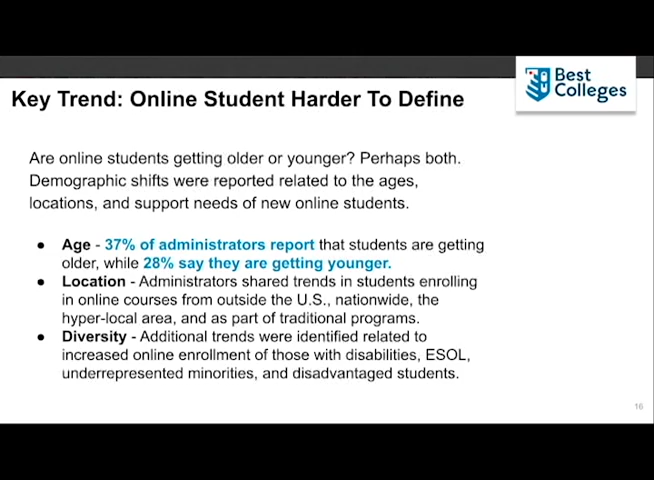 Best
Colleges
Key Trend: Online Student Harder To Define
Are online students getting older or younger? Perhaps both.
Demographic shifts were reported related to the ages,
locations, and support needs of new online students.
● Age - 37% of administrators report that students are getting
older, while 28% say they are getting younger.
● Location - Administrators shared trends in students enrolling
in online courses from outside the U.S., nationwide, the
hyper-local area, and as part of traditional programs.
● Diversity - Additional trends were identified related to
increased online enrollment of those with disabilities, ESOL,
underrepresented minorities, and disadvantaged students.
16